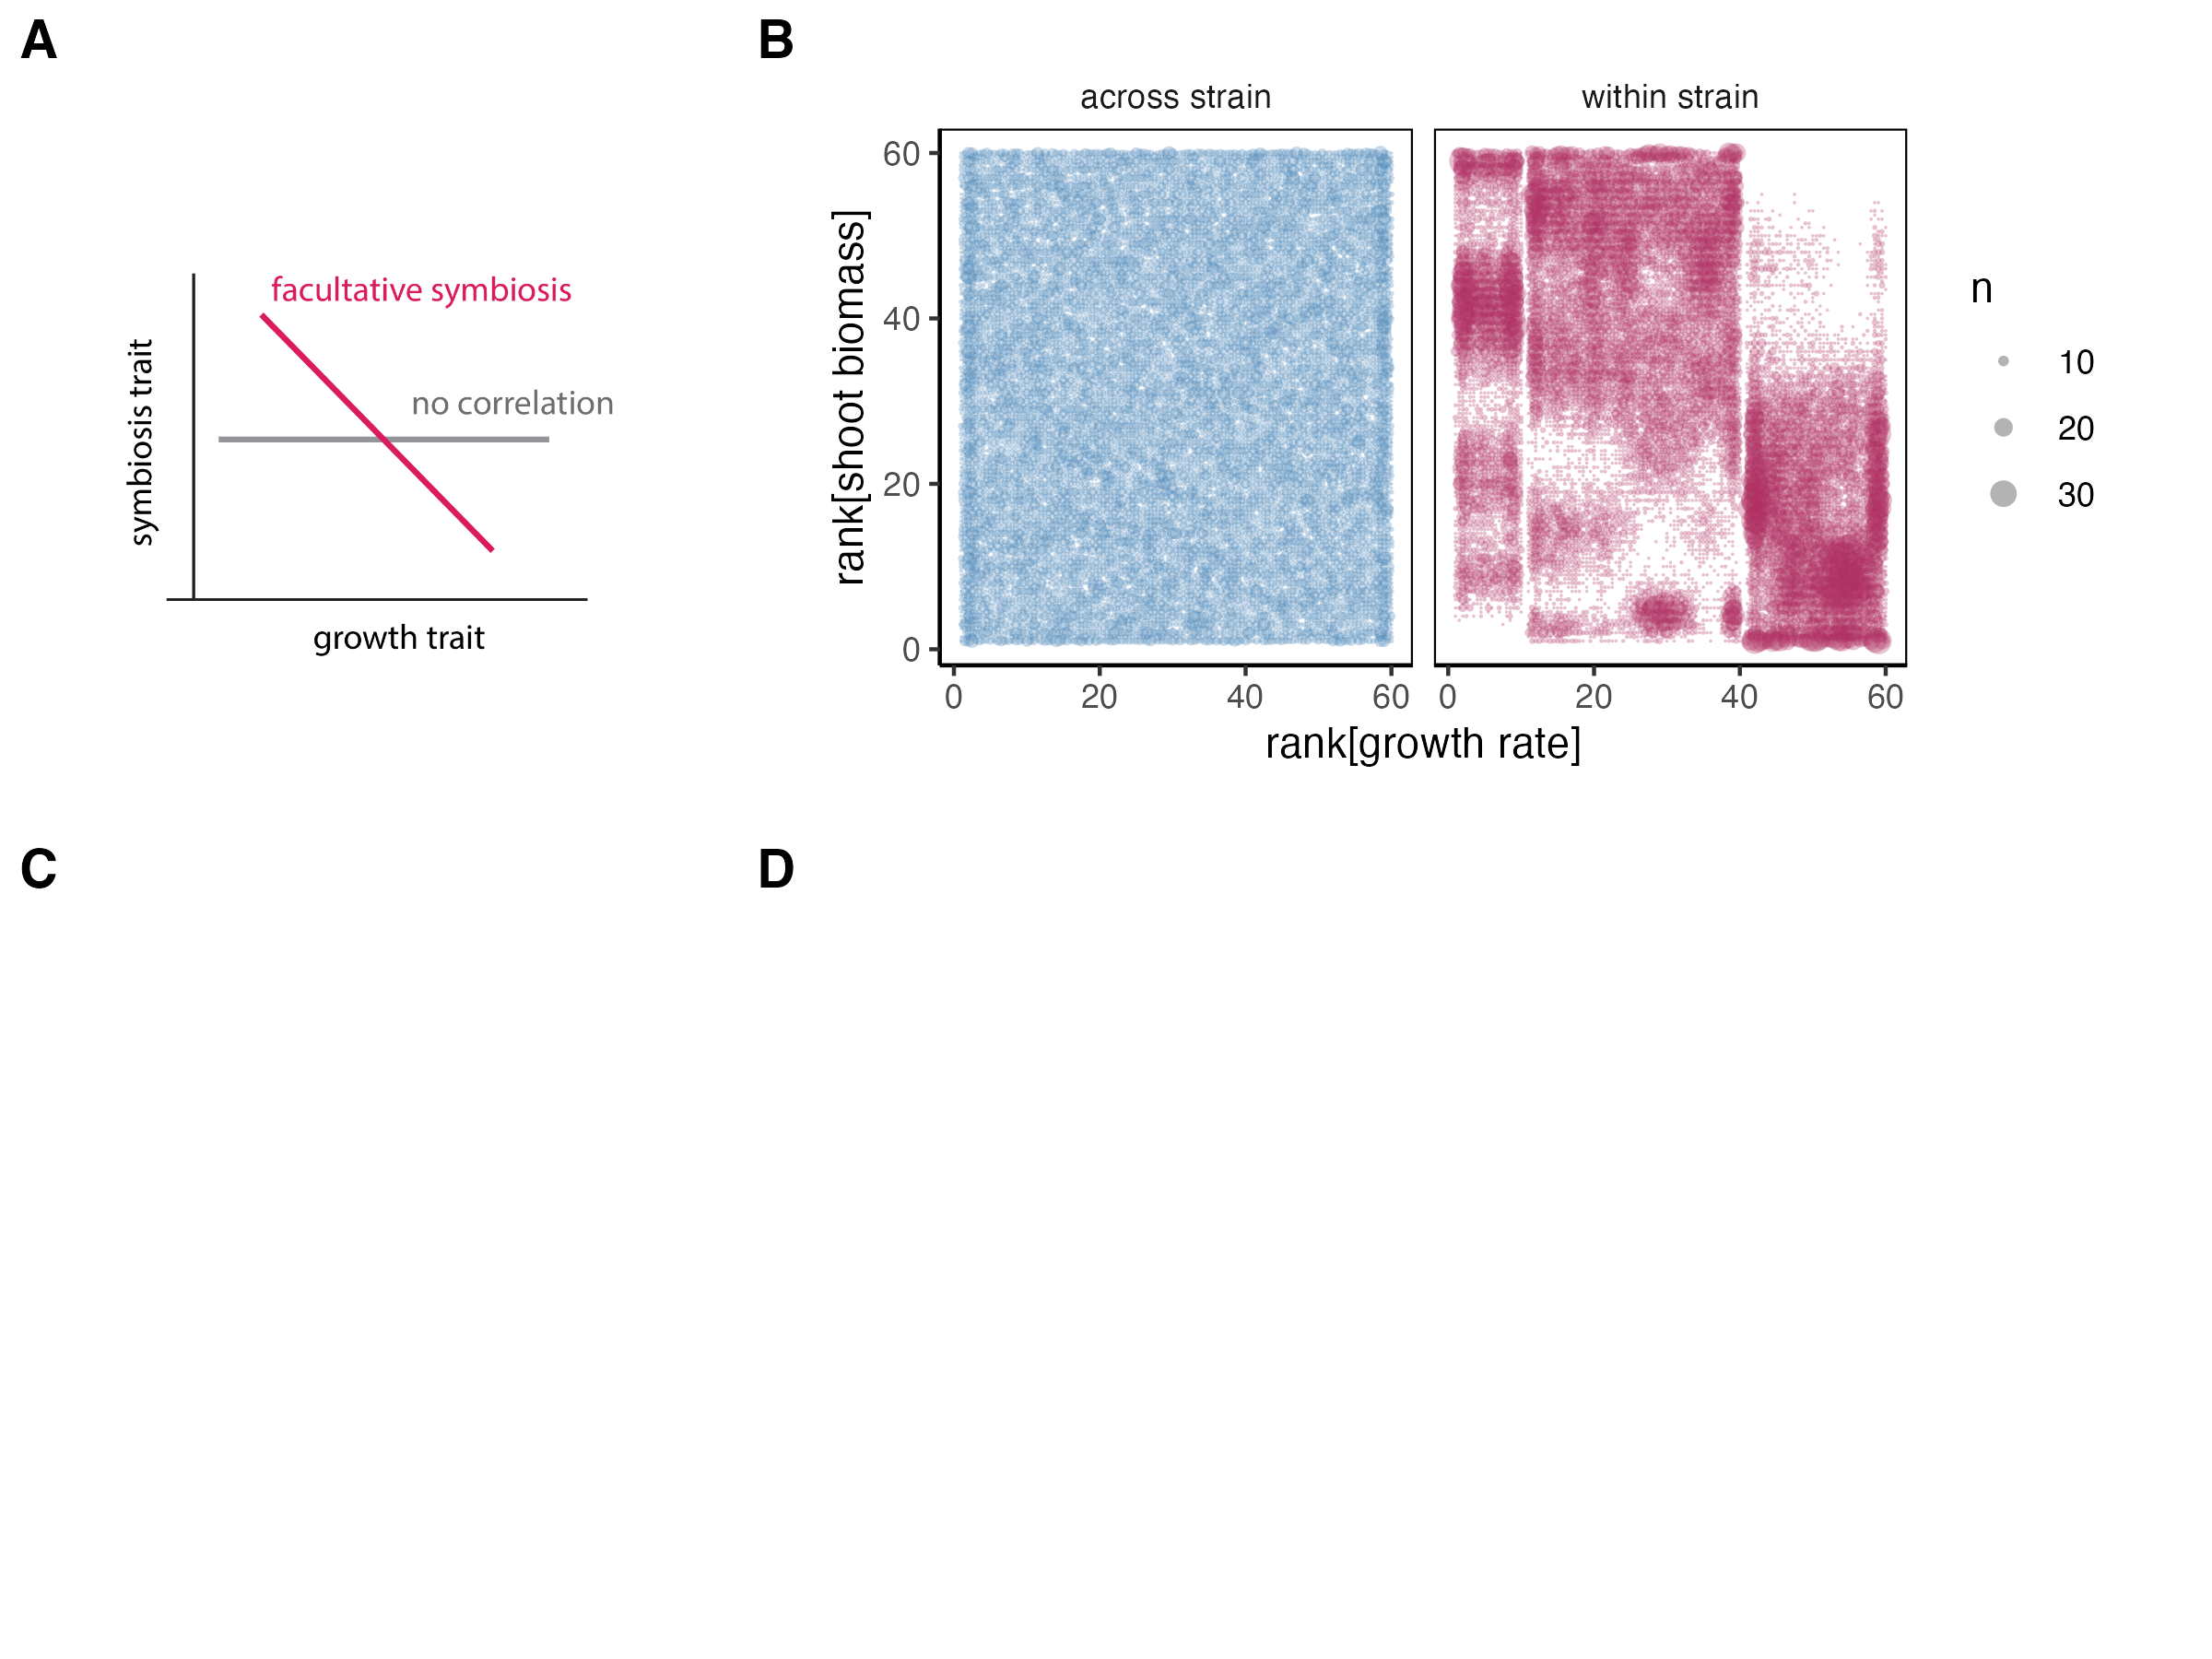 A
symbiosis trait
facultative symbiosis
no correlation
growth trait
B
across strain
within strain
rank[shoot biomass]
60
40
20
0
0 20 40 60
0 20 40 60
rank[growth rate]
n
10
20
30
C
D